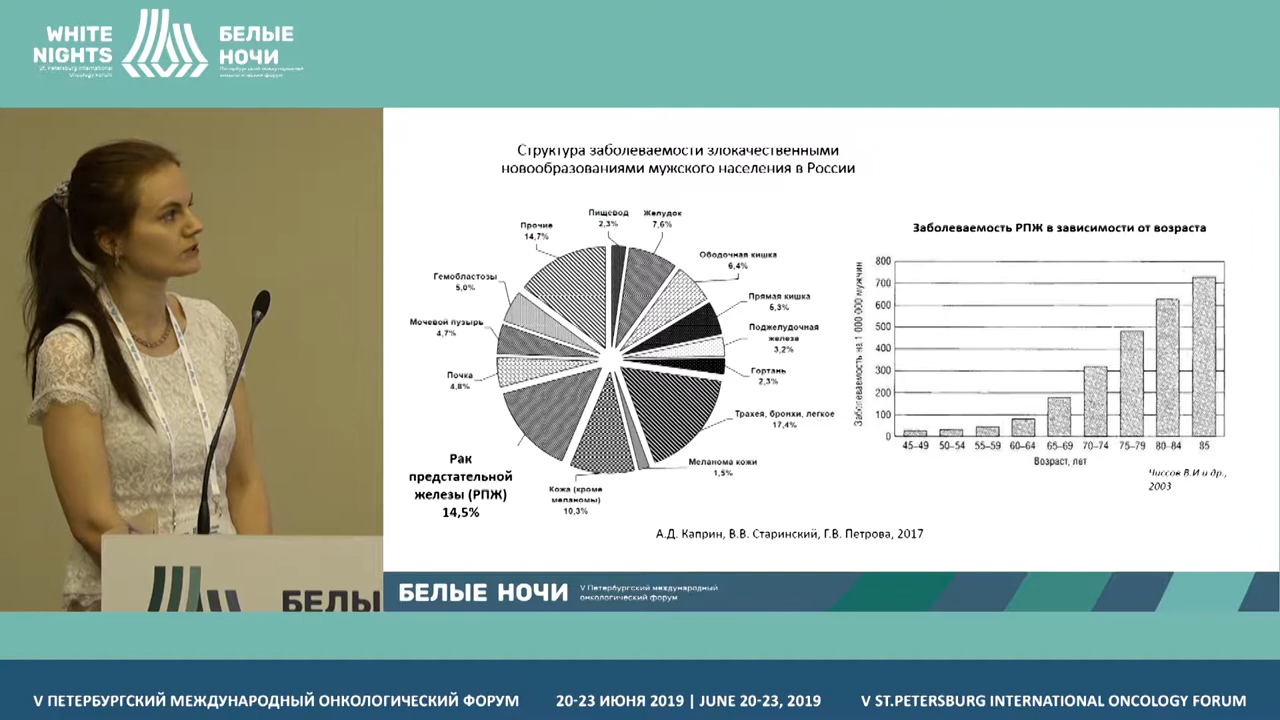 WHITE
NIGHTS
St. Petersburg International
Oncology Forum
БЕЛЫЕ
НОЧИ
Петербургский международный
онкологический форум
Структура заболеваемости злокачественными
новообразованиями мужского населения в России
Пищевод
2,3%
Желудок
7,6%
Прочие
14,7%
Ободочная кишка
6,4%
Гемобластозы
5,0%
Прямая кишка
5,3%
Мочевой пузырь
4,7%
Поджелудочная
железа
3,2%
Почка
4,8%
Гортань
2,3%
Трахея, бронхи, легкое
17,4%
Рак
предстательной
железы (РПЖ)
14,5%
Меланома кожи
1,5%
Кожа (кроме
меланомы)
10,3%
А.Д. Каприн, В.В. Старинский, Г.В. Петрова, 2017
Заболеваемость РПЖ в зависимости от возраста
Заболеваемость на 1 000 000 мужчин
800
700
600
500
400
300
200
100
0
45–49 50–54 55–59 60–64 65–69 70–74 75–79 80–84 85
Возраст, лет
Чиссов В.И и др.,
2003
БЕЛЫЕ НОЧИ
V Петербургский международный
онкологический форум
БЕЛЫ
V ПЕТЕРБУРГСКИЙ МЕЖДУНАРОДНЫЙ ОНКОЛОГИЧЕСКИЙ ФОРУМ 20-23 ИЮНЯ 2019 | JUNE 20-23, 2019 V ST.PETERSBURG INTERNATIONAL ONCOLOGY FORUM